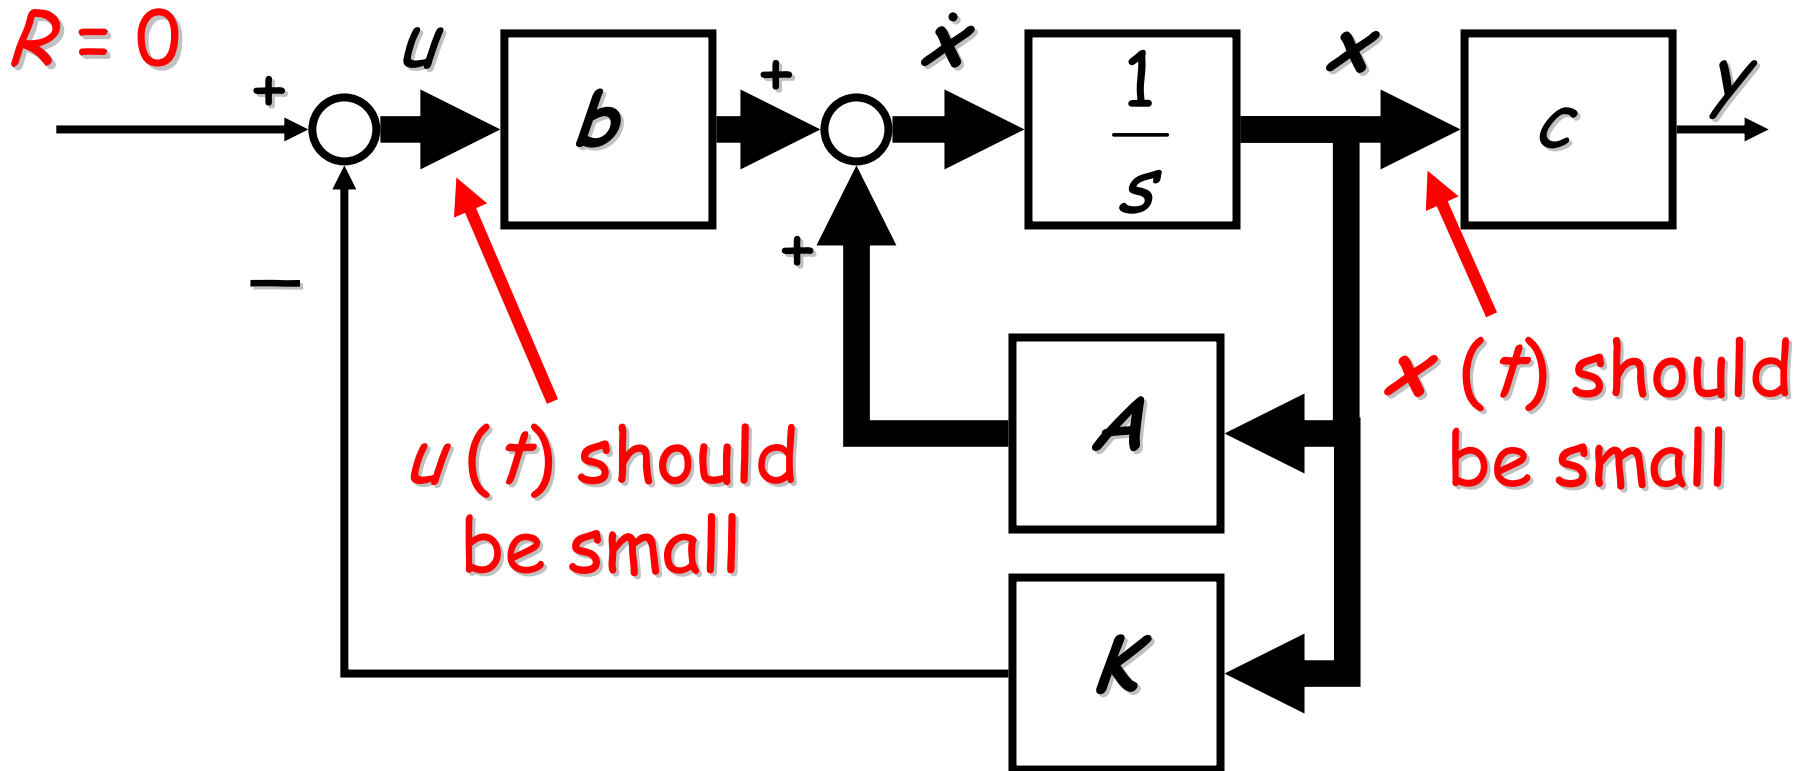 R = 0
+
u
b
+
ẋ
1
s
x
c
y
−
+
A
K
u (t) should
be small
x (t) should
be small